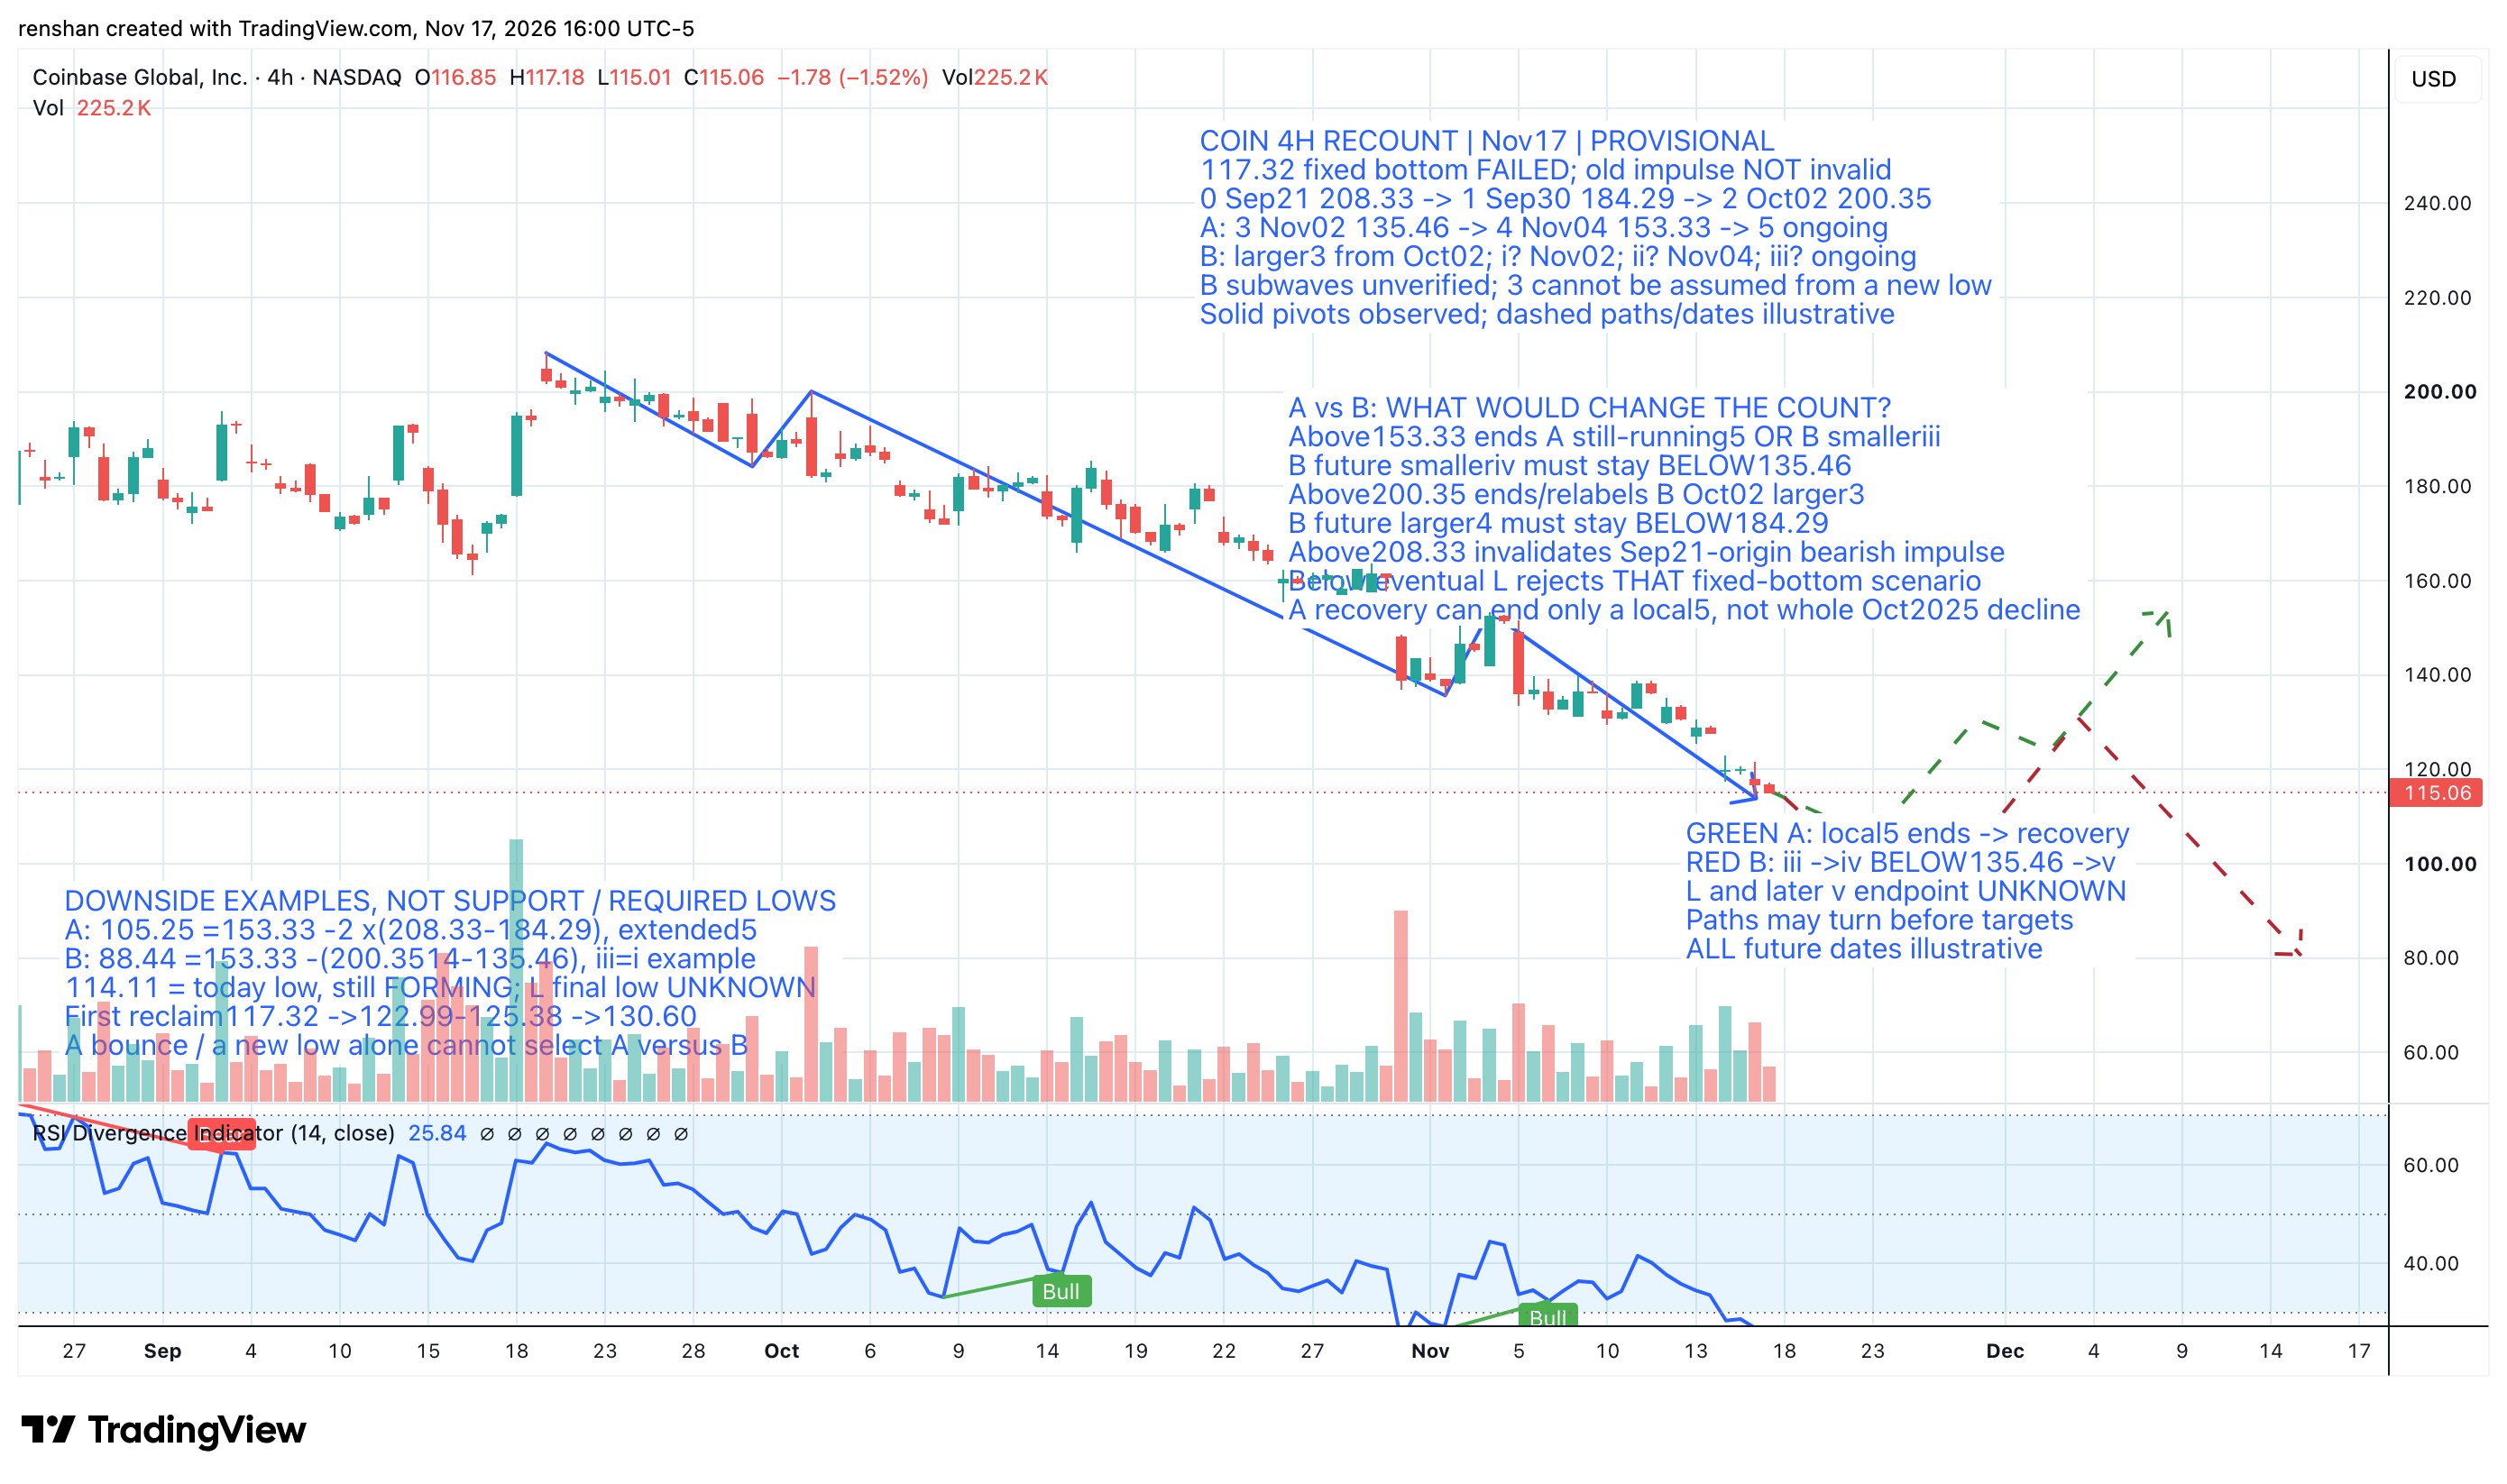 renshan created with TradingView.com, Nov 17, 2026 16:00 UTC-5
Coinbase Global, Inc. · 4h · NASDAQ O116.85 H117.18 L115.01 C115.06 −1.78 (−1.52%) Vol225.2 K
Vol 225.2 K
USD
COIN 4H RECOUNT | Nov17 | PROVISIONAL
117.32 fixed bottom FAILED; old impulse NOT invalid
0 Sep21 208.33 -> 1 Sep30 184.29 -> 2 Oct02 200.35
A: 3 Nov02 135.46 -> 4 Nov04 153.33 -> 5 ongoing
B: larger3 from Oct02; i? Nov02; ii? Nov04; iii? ongoing
B subwaves unverified; 3 cannot be assumed from a new low
Solid pivots observed; dashed paths/dates illustrative
A vs B: WHAT WOULD CHANGE THE COUNT?
Above153.33 ends A still-running5 OR B smalleriii
B future smalleriv must stay BELOW135.46
Above200.35 ends/relabels B Oct02 larger3
B future larger4 must stay BELOW184.29
Above208.33 invalidates Sep21-origin bearish impulse
Below eventual L rejects THAT fixed-bottom scenario
A recovery can end only a local5, not whole Oct2025 decline
GREEN A: local5 ends -> recovery
RED B: iii ->iv BELOW135.46 ->v
L and later v endpoint UNKNOWN
Paths may turn before targets
ALL future dates illustrative
DOWNSIDE EXAMPLES, NOT SUPPORT / REQUIRED LOWS
A: 105.25 =153.33 -2 x(208.33-184.29), extended5
B: 88.44 =153.33 -(200.3514-135.46), iii=i example
114.11 = today low, still FORMING; L final low UNKNOWN
First reclaim117.32 ->122.99-125.38 ->130.60
A bounce / a new low alone cannot select A versus B
240.00
220.00
200.00
180.00
160.00
140.00
120.00
115.06
100.00
80.00
60.00
RSI Divergence Indicator (14, close) 25.84 ∅ ∅ ∅ ∅ ∅ ∅ ∅ ∅
Bear
Bull
Bull
60.00
40.00
27 Sep 4 10 15 18 23 28 Oct 6 9 14 19 22 27 Nov 5 10 13 18 23 Dec 4 9 14 17
TradingView